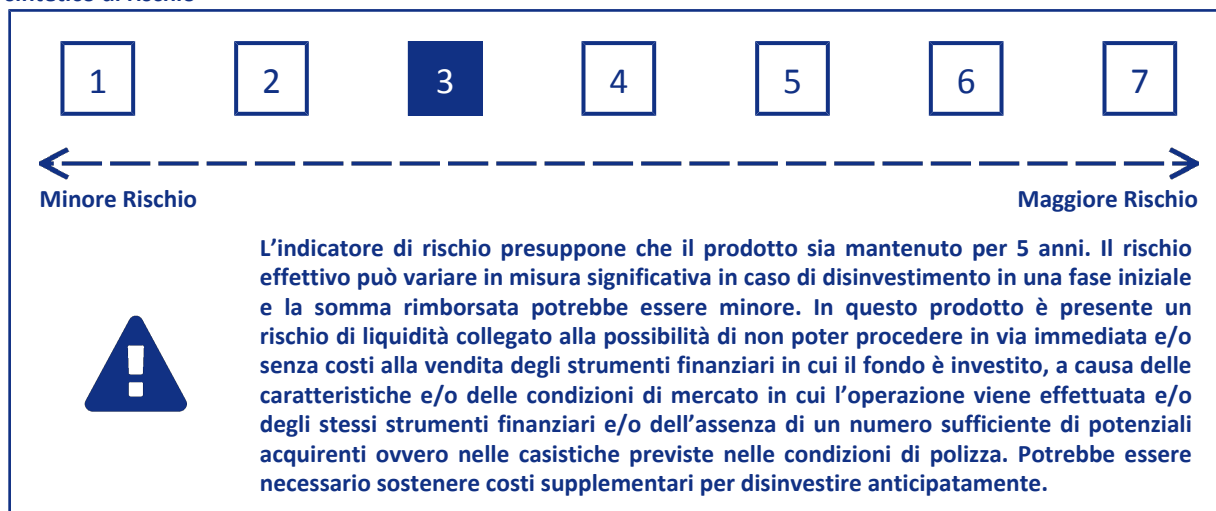 sintetico di rischio
1 2 3 4 5 6 7
Minore Rischio Maggiore Rischio
L’indicatore di rischio presuppone che il prodotto sia mantenuto per 5 anni. Il rischio
effettivo può variare in misura significativa in caso di disinvestimento in una fase iniziale
e la somma rimborsata potrebbe essere minore. In questo prodotto è presente un
rischio di liquidità collegato alla possibilità di non poter procedere in via immediata e/o
senza costi alla vendita degli strumenti finanziari in cui il fondo è investito, a causa delle
caratteristiche e/o delle condizioni di mercato in cui l’operazione viene effettuata e/o
degli stessi strumenti finanziari e/o dell’assenza di un numero sufficiente di potenziali
acquirenti ovvero nelle casistiche previste nelle condizioni di polizza. Potrebbe essere
necessario sostenere costi supplementari per disinvestire anticipatamente.